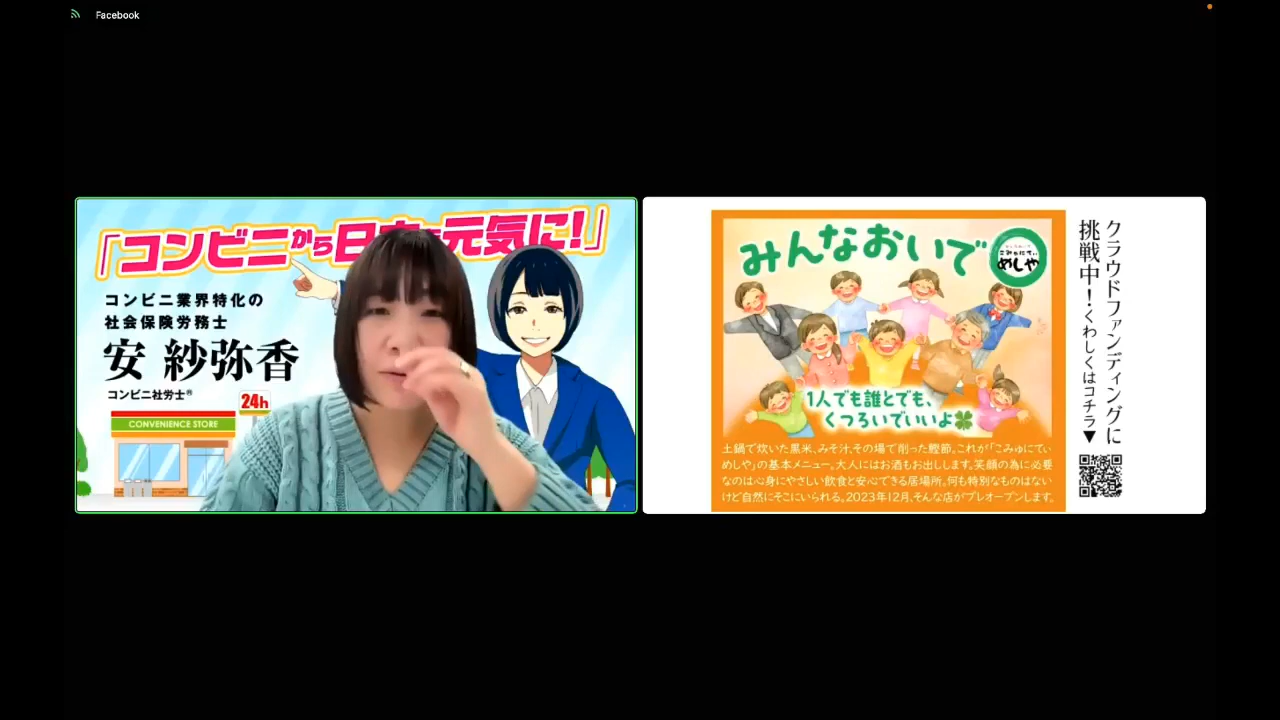 Facebook
「コンビニから日本を元気に!」
コンビニ業界特化の
社会保険労務士
安 紗弥香
コンビニ社労士®
24h
CONVENIENCE STORE
みんなおいで
こみゅにてぃ
めしや
1人でも誰とでも、
くつろいでいいよ
土鍋で炊いた黒米、みそ汁、その場で削った鰹節。これが「こみゅにてぃ
めしや」の基本メニュー。大人にはお酒もお出しします。笑顔の為に必要
なのは心身にやさしい飲食と安心できる居場所。何も特別なものはない
けど自然にそこにいられる。2023年12月、そんな店がプレオープンします。
クラウドファンディングに
挑戦中!くわしくはコチラ▼